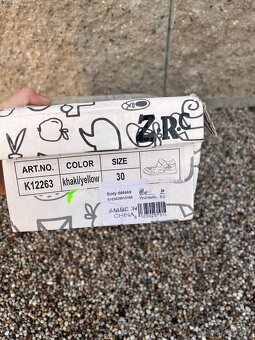 Z&R.C
ART.NO. COLOR SIZE
K12263 khaki/yellow 30
Boty dětské
MADE IN
CHINA